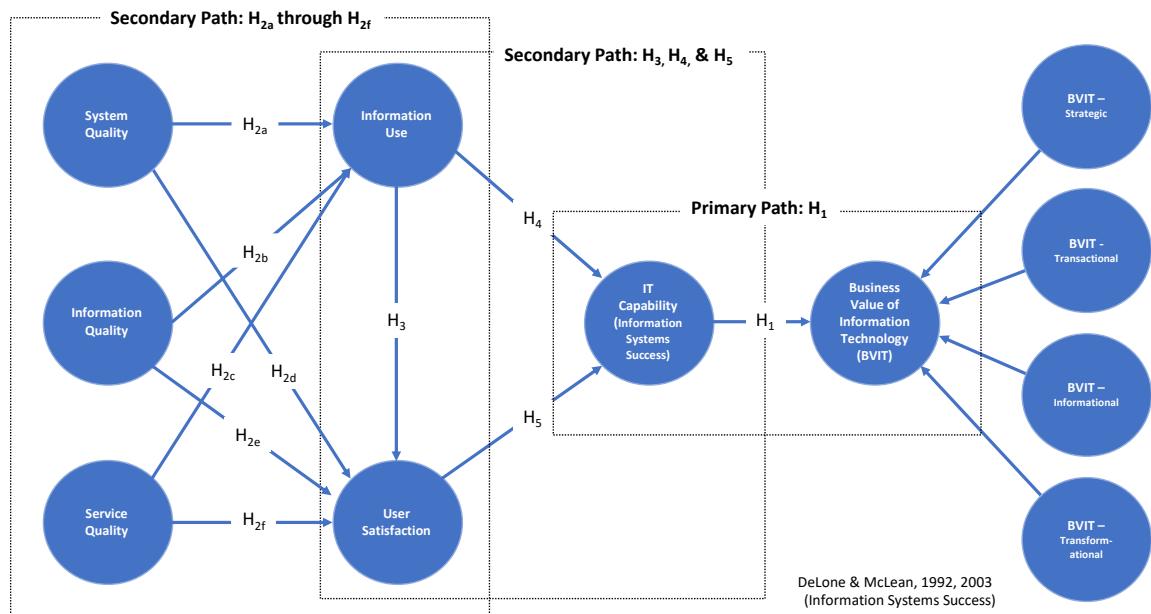 Secondary Path: H2a through H2f
Secondary Path: H3, H4, & H5
Primary Path: H1
System
Quality
H2a
Information
Use
H2b
Information
Quality
H2c
H2d
H2e
Service
Quality
H2f
User
Satisfaction
H3
H4
H5
IT
Capability
(Information
Systems
Success)
H1
Business
Value of
Information
Technology
(BVIT)
BVIT –
Strategic
BVIT -
Transactional
BVIT –
Informational
BVIT –
Transform-
ational
DeLone & McLean, 1992, 2003
(Information Systems Success)